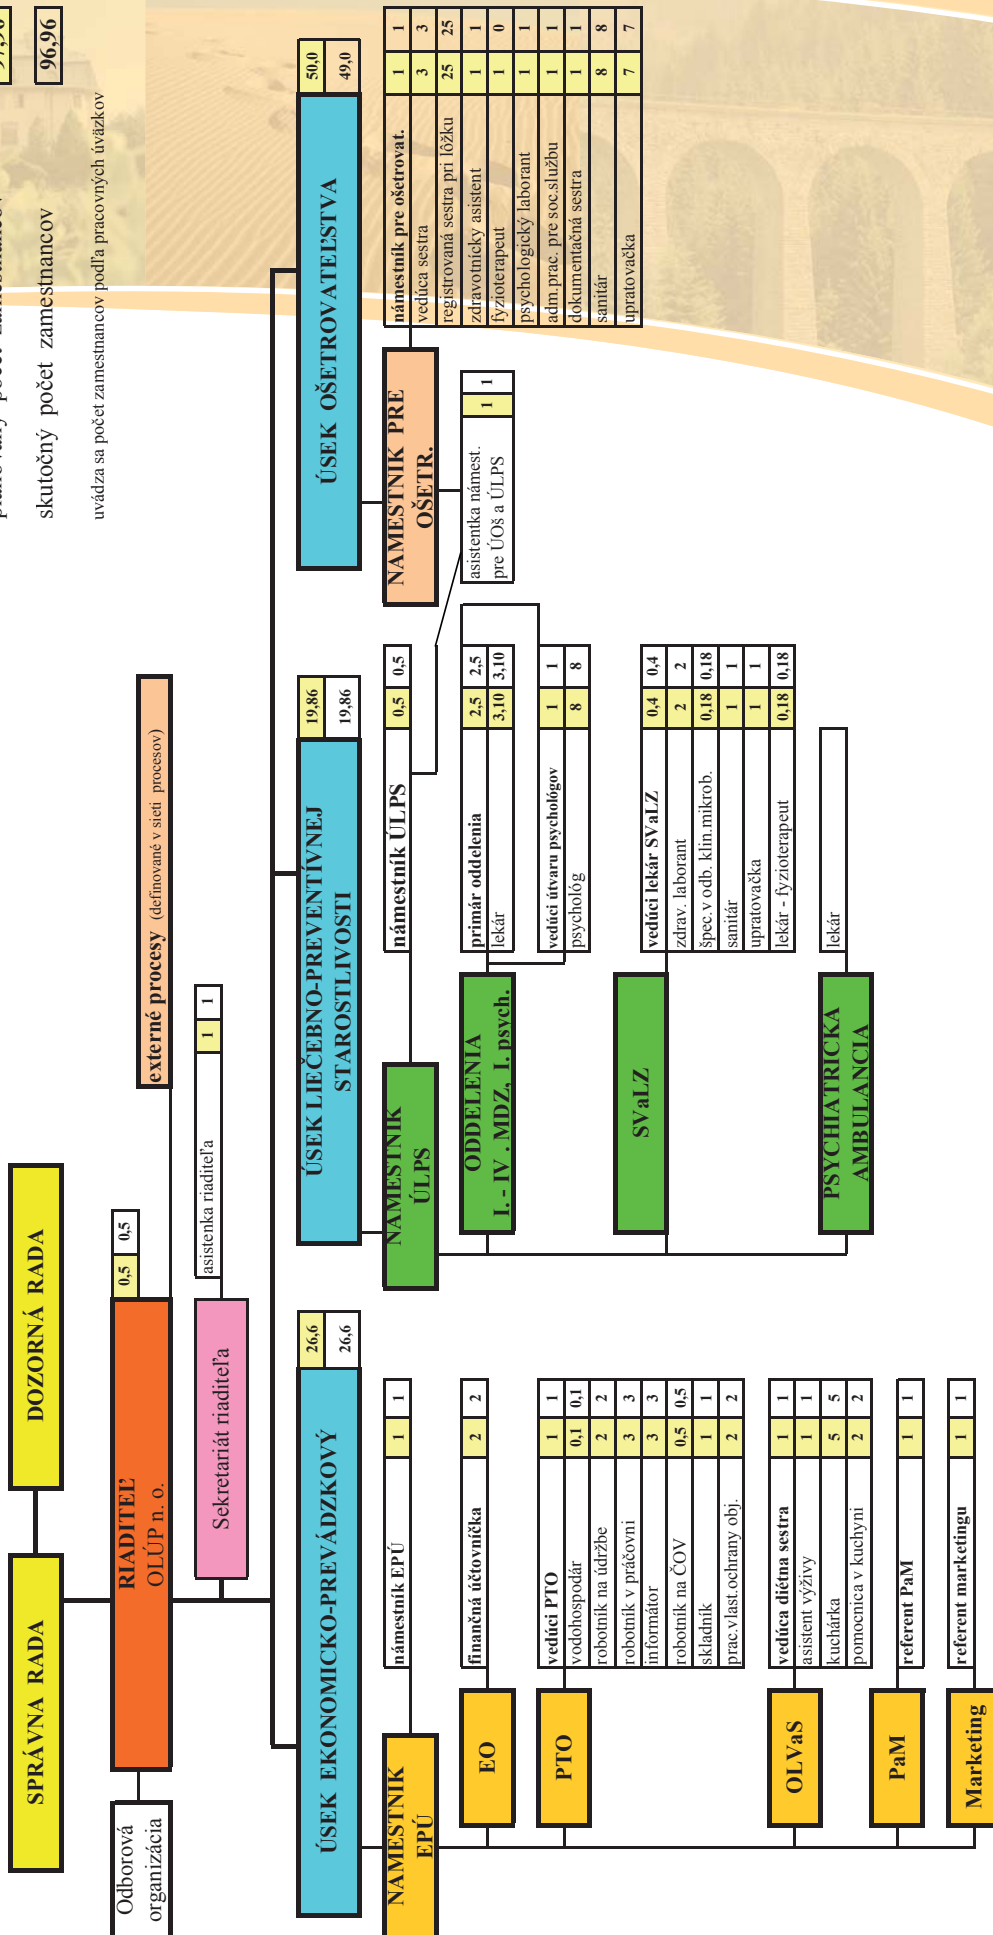 97,96
skutočný počet zamestnancov 96,96
uvádza sa počet zamestnancov podľa pracovných úväzkov
SPRÁVNA RADA
DOZORNÁ RADA
Odborová
organizácia
RIADITEĽ
OLÚP n. o.
0,5 0,5
externé procesy (definované v sieti procesov)
Sekretariát riaditeľa
asistenka riaditeľa 1 1
ÚSEK EKONOMICKO-PREVÁDZKOVÝ
26,6
26,6
NÁMESTNIK
EPÚ
námestník EPÚ 1 1
EO
finančná účtovníčka 2 2
PTO
vedúci PTO 1 1
vodohospodár 0,1 0,1
robotník na údržbe 2 2
robotník v práčovni 3 3
informátor 3 3
robotník na ČOV 0,5 0,5
skladník 1 1
prac.vlast.ochrany obj. 2 2
OLVaS
vedúca diétna sestra 1 1
asistent výživy 1 1
kuchárka 5 5
pomocnica v kuchyni 2 2
PaM
referent PaM 1 1
Marketing
referent marketingu 1 1
ÚSEK LIEČEBNO-PREVENTÍVNEJ
STAROSTLIVOSTI
19,86
19,86
NÁMESTNIK
ÚLPS
námestník ÚLPS 0,5 0,5
ODDELENIA
I. - IV . MDZ, I. psych.
primár oddelenia 2,5 2,5
lekár 3,10 3,10
vedúci útvaru psychológov 1 1
psychológ 8 8
SVaLZ
vedúci lekár SVaLZ 0,4 0,4
zdrav. laborant 2 2
špec.v odb. klin.mikrob. 0,18 0,18
sanitár 1 1
upratovačka 1 1
lekár - fyzioterapeut 0,18 0,18
PSYCHIATRICKÁ
AMBULANCIA
lekár
ÚSEK OŠETROVATEĽSTVA
50,0
49,0
NÁMESTNIK PRE
OŠETR.
námestník pre ošetrovat. 1 1
vedúca sestra 3 3
registrovaná sestra pri lôžku 25 25
zdravotnícky asistent 1 1
fyzioterapeut 1 0
psychologický laborant 1 1
adm.prac. pre soc.službu 1 1
dokumentačná sestra 1 1
sanitár 8 8
upratovačka 7 7
asistentka námest.
pre ÚOš a ÚLPS
1 1